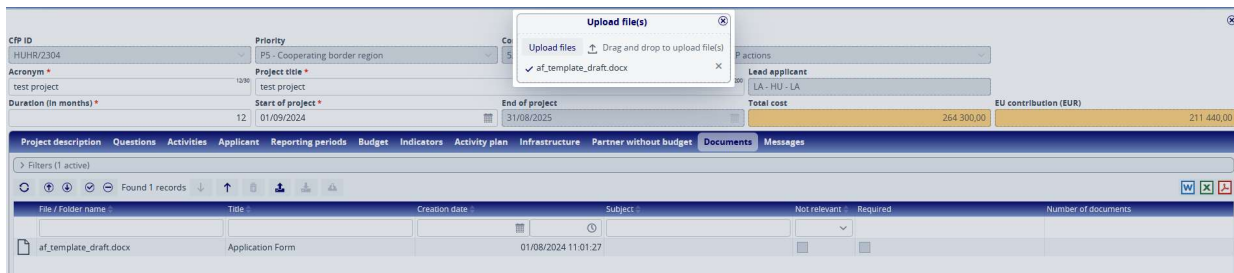 Upload file(s)
Upload files Drag and drop to upload file(s)
af_template_draft.docx
CfP ID Priority
HUHR/2304 P5 - Cooperating border region P actions
Acronym * Project title * Lead applicant
test project 12/30 test project LA - HU - LA
Duration (in months) * Start of project * End of project Total cost EU contribution (EUR)
12 01/09/2024 31/08/2025 264 300,00 211 440,00
Project description Questions Activities Applicant Reporting periods Budget Indicators Activity plan Infrastructure Partner without budget Documents Messages
> Filters (1 active)
Found 1 records
File / Folder name Title Creation date Subject Not relevant Required Number of documents
af_template_draft.docx Application Form 01/08/2024 11:01:27